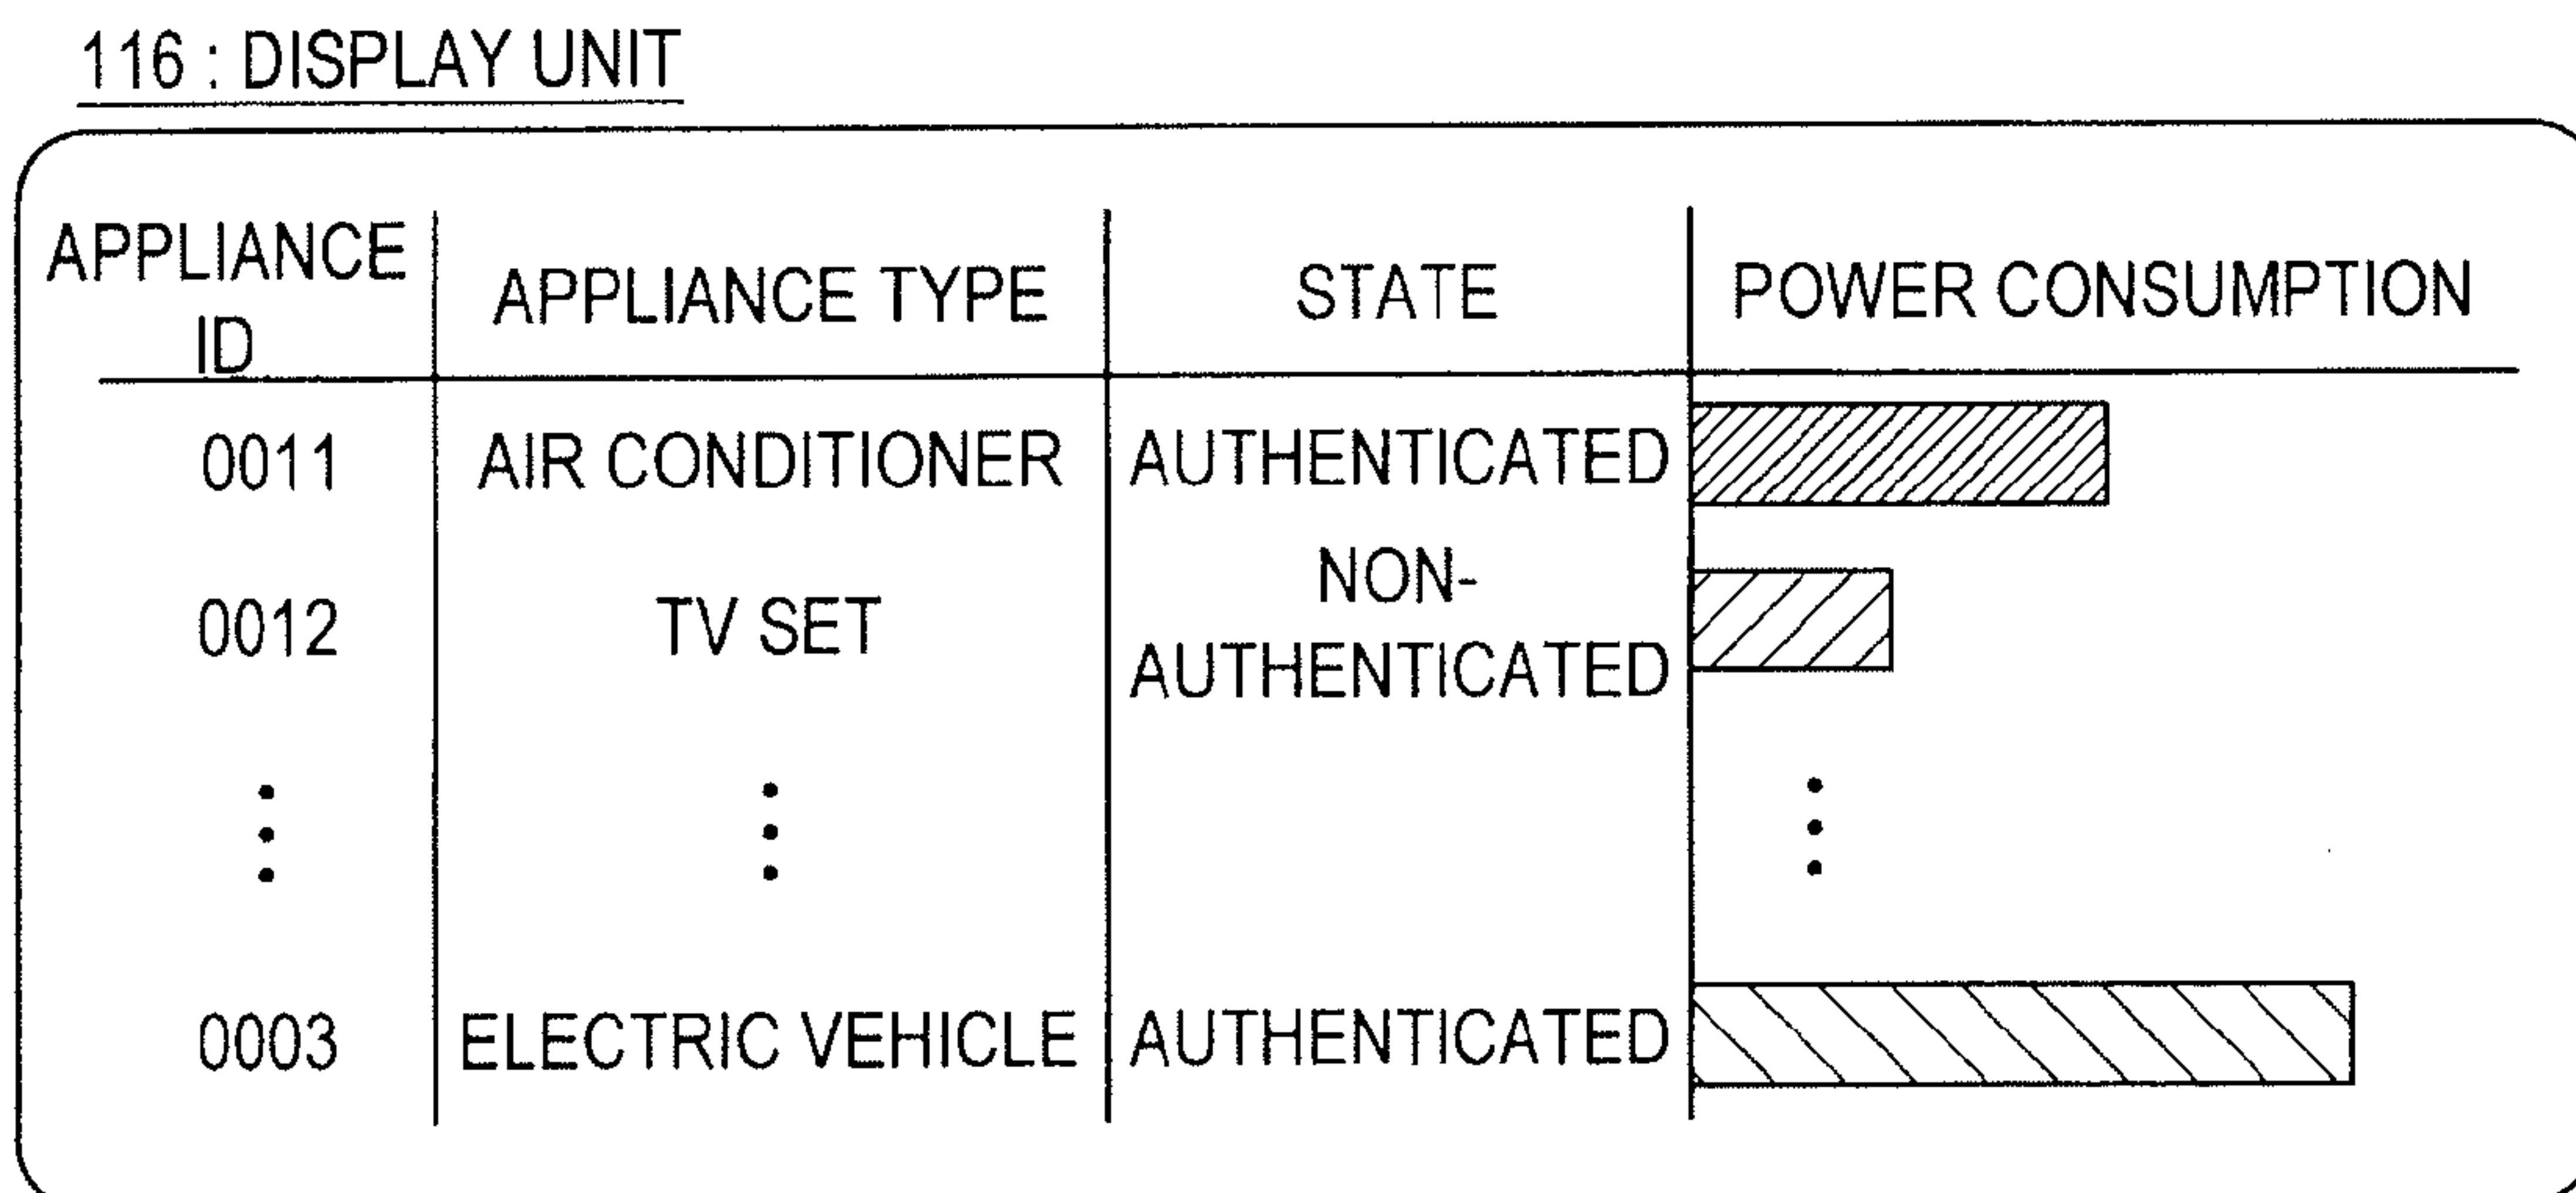 116 : DISPLAY UNIT
APPLIANCE
ID
APPLIANCE TYPE
STATE
POWER CONSUMPTION
0011
AIR CONDITIONER
AUTHENTICATED
0012
TV SET
NON-
AUTHENTICATED
0003
ELECTRIC VEHICLE
AUTHENTICATED